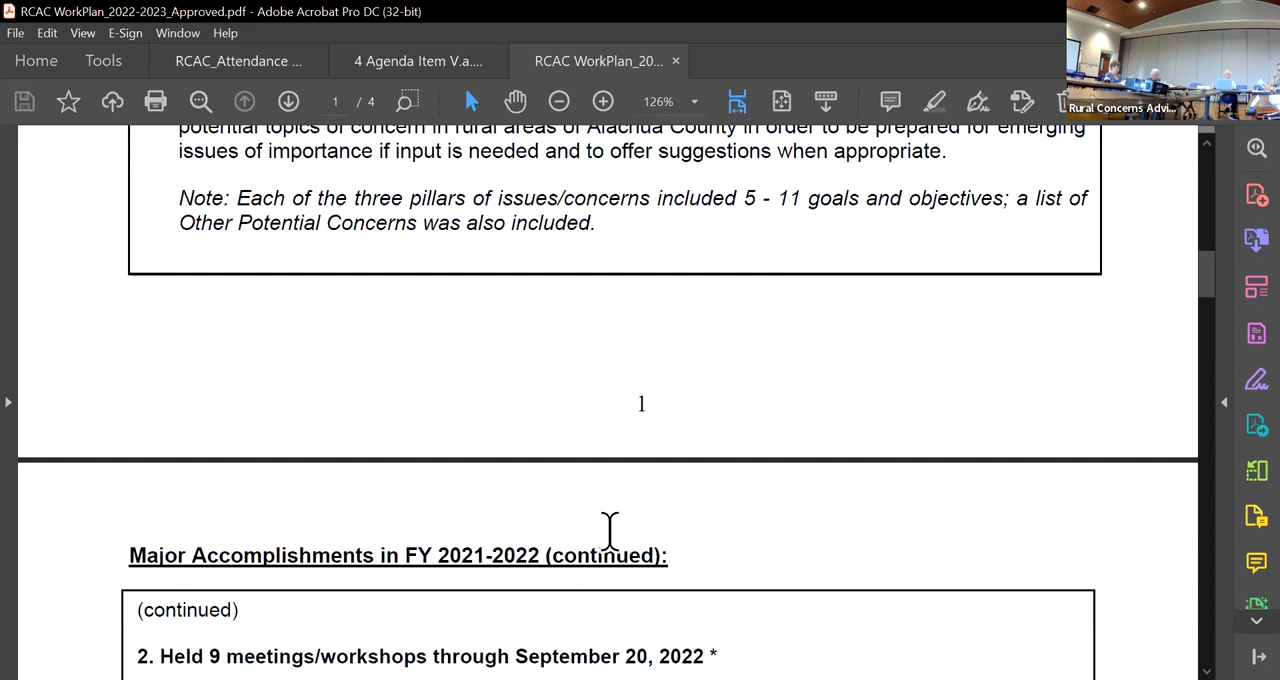 RCAC WorkPlan_2022-2023_Approved.pdf - Adobe Acrobat Pro DC (32-bit)
File Edit View E-Sign Window Help
Home Tools RCAC_Attendance ... 4 Agenda Item V.a.... RCAC WorkPlan_20... ×
1 / 4 126%
Rural Concerns Advi...
potential topics of concern in rural areas of Alachua County in order to be prepared for emerging
issues of importance if input is needed and to offer suggestions when appropriate.
Note: Each of the three pillars of issues/concerns included 5 - 11 goals and objectives; a list of
Other Potential Concerns was also included.
1
Major Accomplishments in FY 2021-2022 (continued):
(continued)
2. Held 9 meetings/workshops through September 20, 2022 *